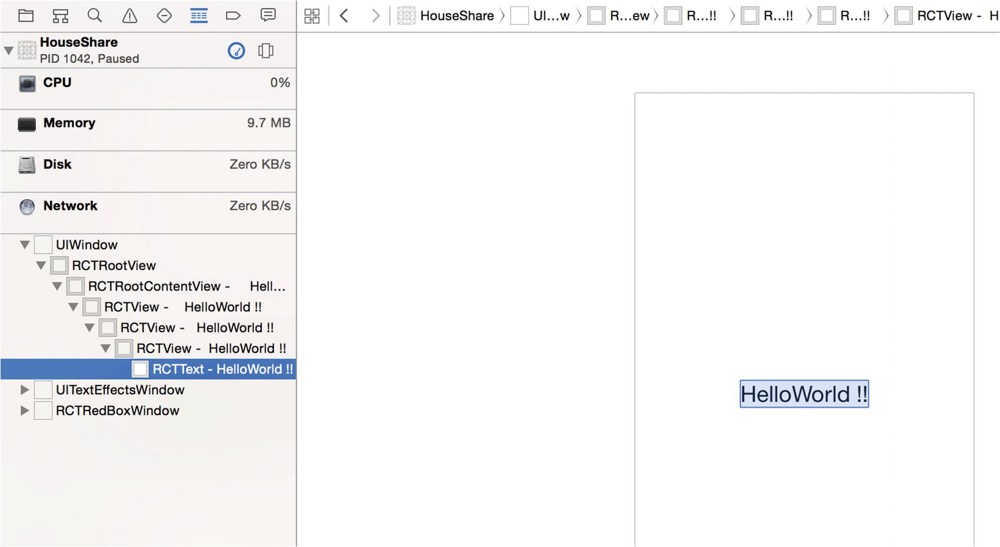 HouseShare UI...w R...ew R...!! R...!! R...!! RCTView - H
HouseShare
PID 1042, Paused
CPU 0%
Memory 9.7 MB
Disk Zero KB/s
Network Zero KB/s
UIWindow
RCTRootView
RCTRootContentView - Hell...
RCTView - HelloWorld !!
RCTView - HelloWorld !!
RCTView - HelloWorld !!
RCTText - HelloWorld !!
UITextEffectsWindow
RCTRedBoxWindow
HelloWorld !!